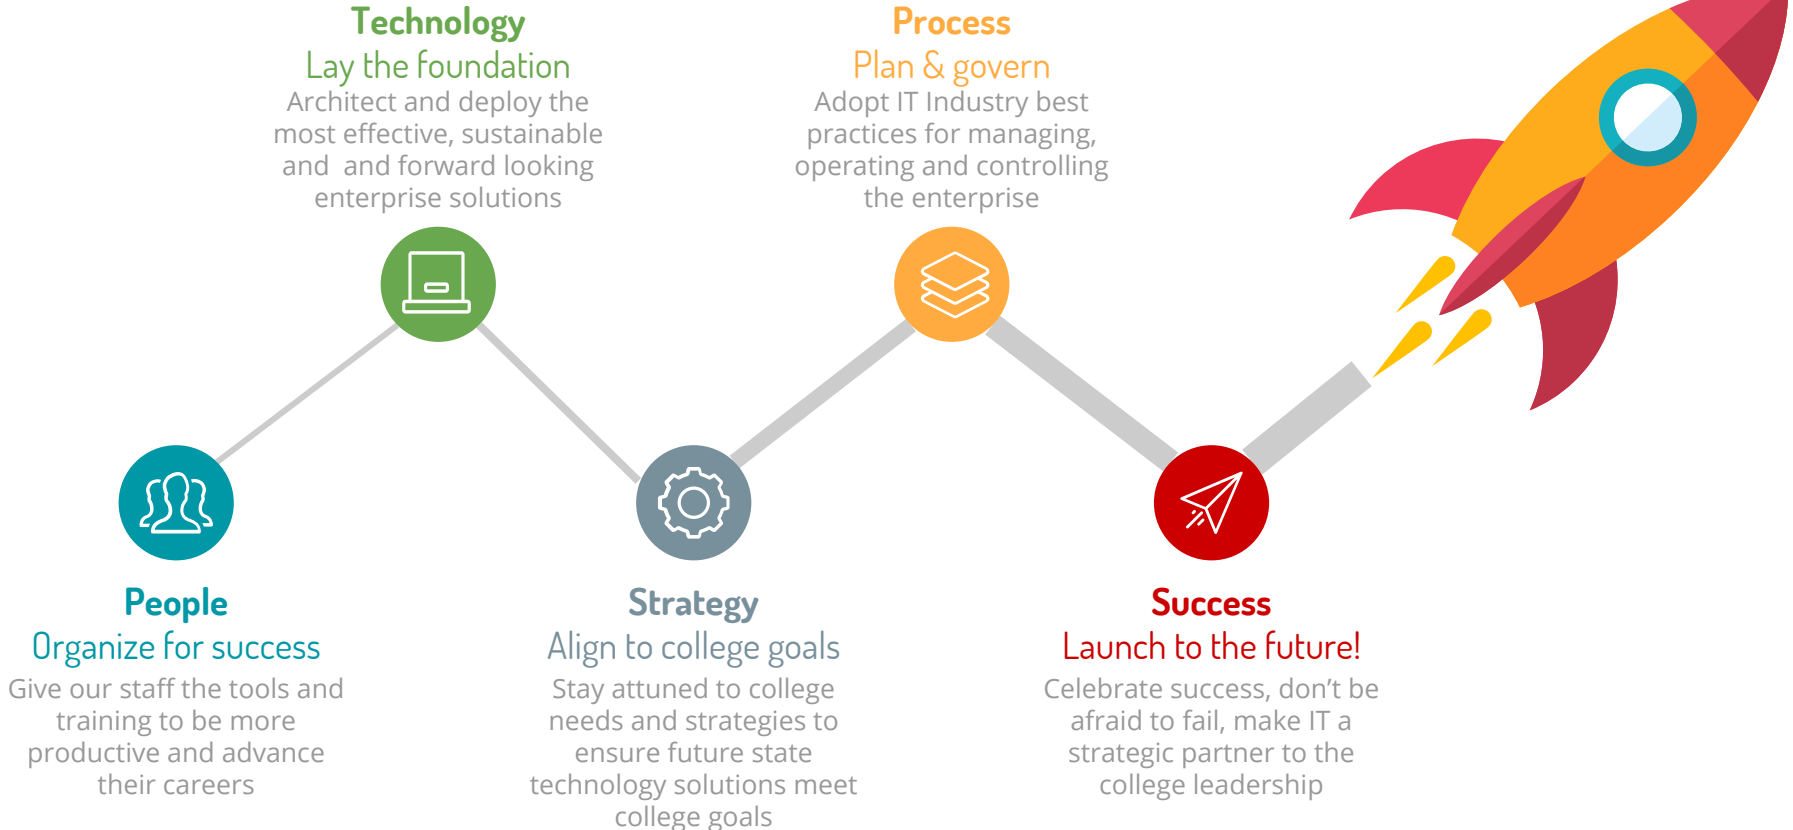 Technology
Lay the foundation
Architect and deploy the
most effective, sustainable
and  and forward looking
enterprise solutions
Process
Plan & govern
Adopt IT Industry best
practices for managing,
operating and controlling
the enterprise
People
Organize for success
Give our staff the tools and
training to be more
productive and advance
their careers
Strategy
Align to college goals
Stay attuned to college
needs and strategies to
ensure future state
technology solutions meet
college goals
Success
Launch to the future!
Celebrate success, don’t be
afraid to fail, make IT a
strategic partner to the
college leadership